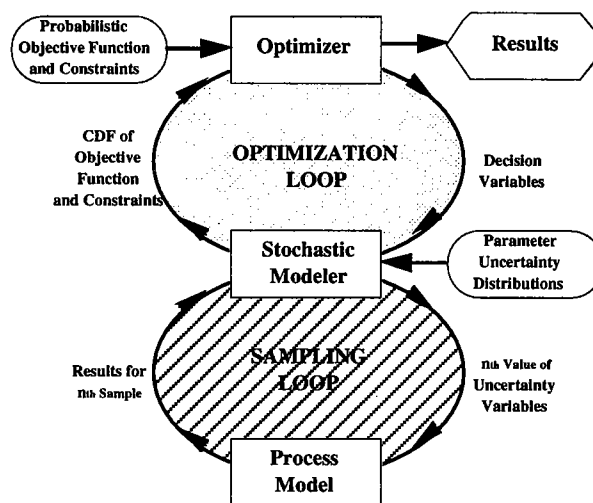 Probabilistic
Objective Function
and Constraints
Optimizer
Results
CDF of
Objective
Function
and Constraints
OPTIMIZATION
LOOP
Decision
Variables
Stochastic
Modeler
Parameter
Uncertainty
Distributions
Results for
nth Sample
SAMPLING
LOOP
nth Value of
Uncertainty
Variables
Process
Model